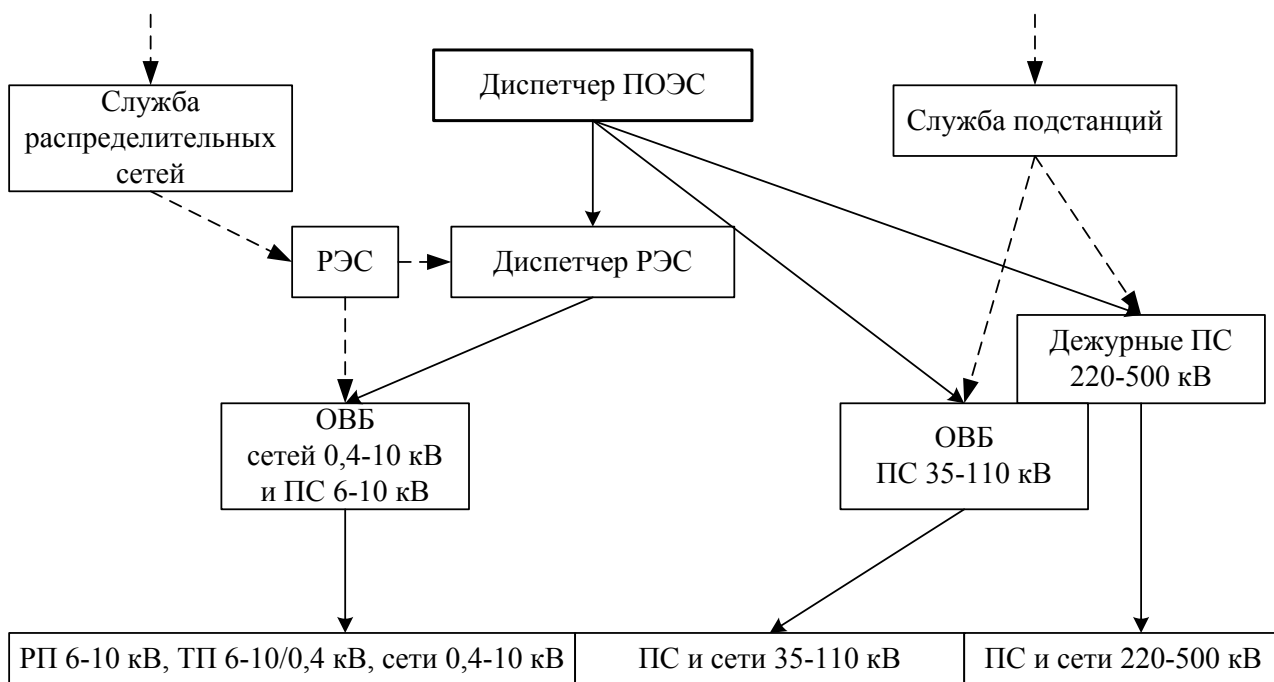 Диспетчер ПОЭС
Служба
распределительных
сетей
Служба подстанций
РЭС
Диспетчер РЭС
Дежурные ПС
220-500 кВ
ОВБ
сетей 0,4-10 кВ
и ПС 6-10 кВ
ОВБ
ПС 35-110 кВ
РП 6-10 кВ, ТП 6-10/0,4 кВ, сети 0,4-10 кВ
ПС и сети 35-110 кВ
ПС и сети 220-500 кВ